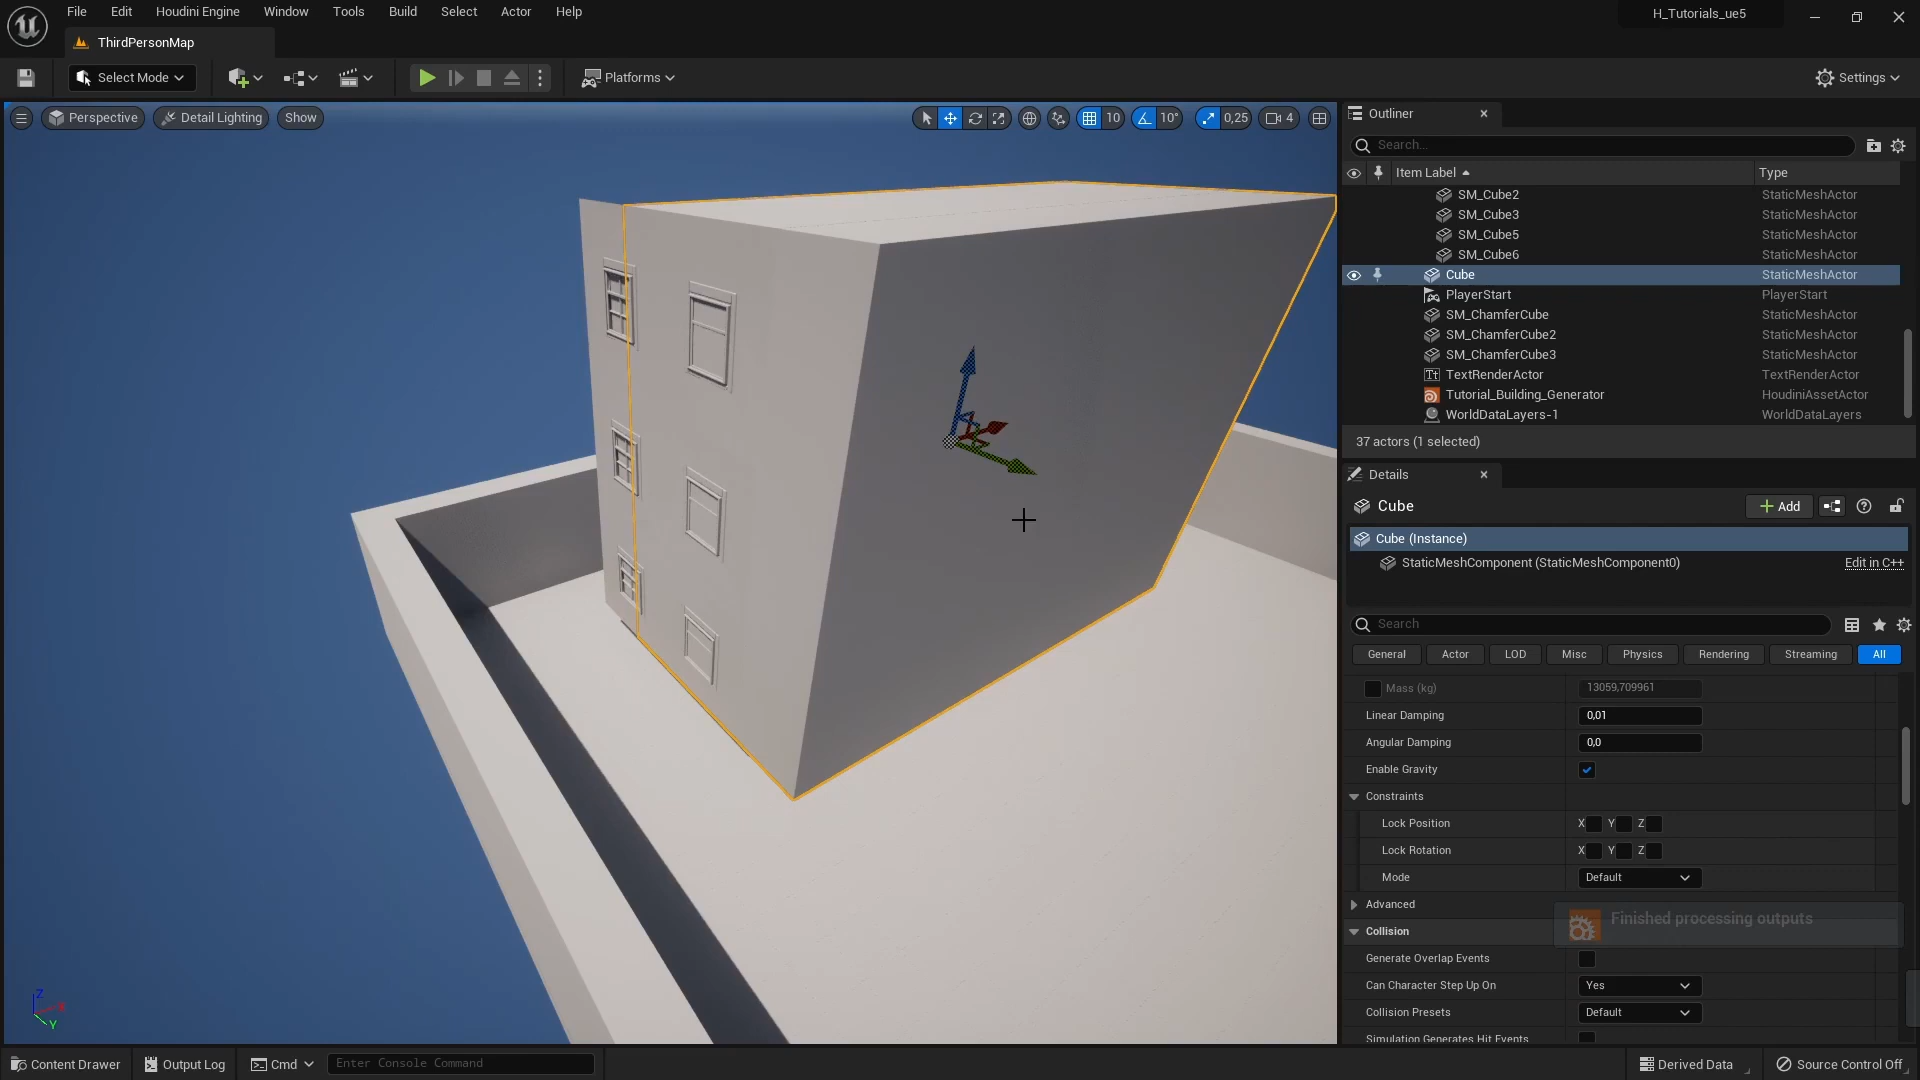 File Edit Houdini Engine Window Tools Build Select Actor Help
H_Tutorials_ue5
ThirdPersonMap
Select Mode
Platforms
Settings
Perspective
Detail Lighting
Show
10
10°
0,25
4
Outliner
Search...
Item Label
Type
SM_Cube2 StaticMeshActor
SM_Cube3 StaticMeshActor
SM_Cube5 StaticMeshActor
SM_Cube6 StaticMeshActor
Cube StaticMeshActor
PlayerStart PlayerStart
SM_ChamferCube StaticMeshActor
SM_ChamferCube2 StaticMeshActor
SM_ChamferCube3 StaticMeshActor
TextRenderActor TextRenderActor
Tutorial_Building_Generator HoudiniAssetActor
WorldDataLayers-1 WorldDataLayers
37 actors (1 selected)
Details
Cube
Add
Cube (Instance)
StaticMeshComponent (StaticMeshComponent0) Edit in C++
Search
General Actor LOD Misc Physics Rendering Streaming All
Mass (kg) 13059,709961
Linear Damping 0,01
Angular Damping 0,0
Enable Gravity
Constraints
Lock Position X Y Z
Lock Rotation X Y Z
Mode Default
Advanced
Finished processing outputs
Collision
Generate Overlap Events
Can Character Step Up On Yes
Collision Presets Default
Simulation Generates Hit Events
Z
X
Y
Content Drawer
Output Log
Cmd
Enter Console Command
Derived Data
Source Control Off